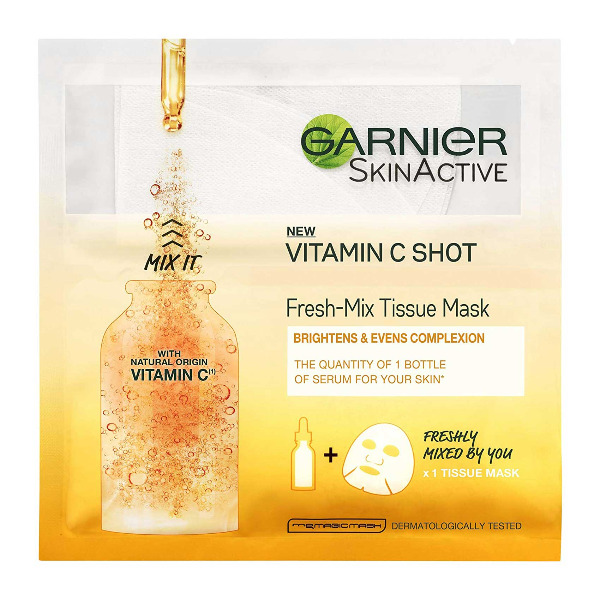 GARNIER
SKINACTIVE
NEW
VITAMIN C SHOT
MIX IT
Fresh-Mix Tissue Mask
BRIGHTENS & EVENS COMPLEXION
THE QUANTITY OF 1 BOTTLE
OF SERUM FOR YOUR SKIN*
WITH
NATURAL ORIGIN
VITAMIN C(1)
+
FRESHLY
MIXED BY YOU
x 1 TISSUE MASK
DERMATOLOGICALLY TESTED